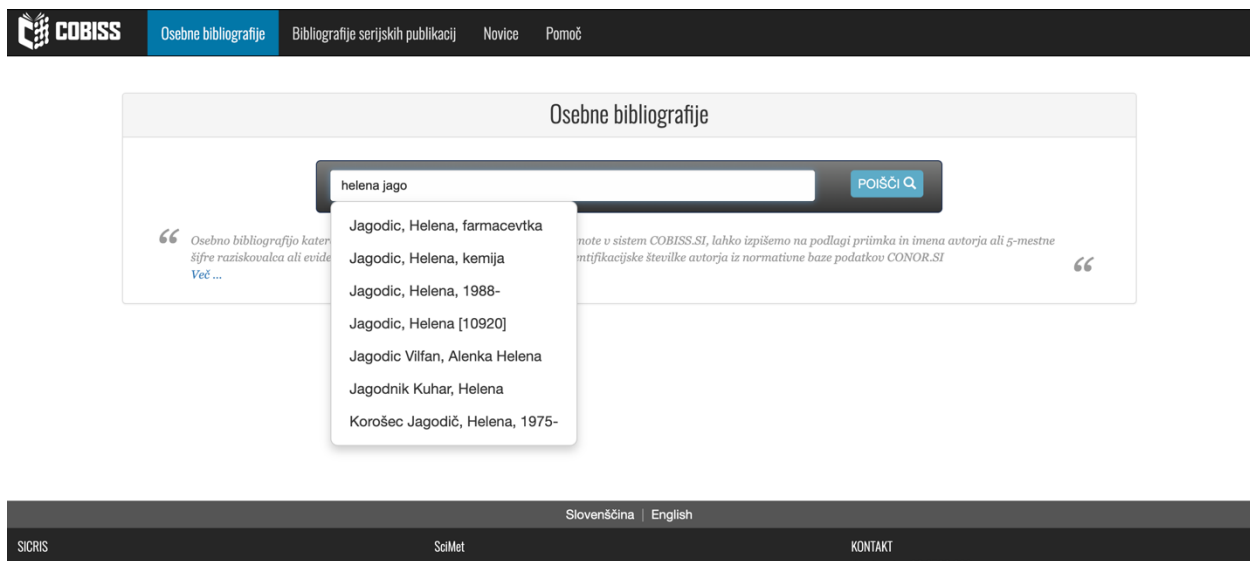 COBISS Osebne bibliografije Bibliografije serijskih publikacij Novice Pomoč
Osebne bibliografije
helena jago POIŠČI
Jagodic, Helena, farmacevtka
Jagodic, Helena, kemija
Jagodic, Helena, 1988-
Jagodic, Helena [10920]
Jagodic Vilfan, Alenka Helena
Jagodnik Kuhar, Helena
Korošec Jagodič, Helena, 1975-
“ Osebno bibliografijo note v sistem COBISS.SI, lahko izpišemo na podlagi priimka in imena avtorja ali 5-mestne
šifre raziskovalca ali številke avtorja iz normativne baze podatkov CONOR.SI “
Več ...
Slovenščina | English
SICRIS SciMet KONTAKT